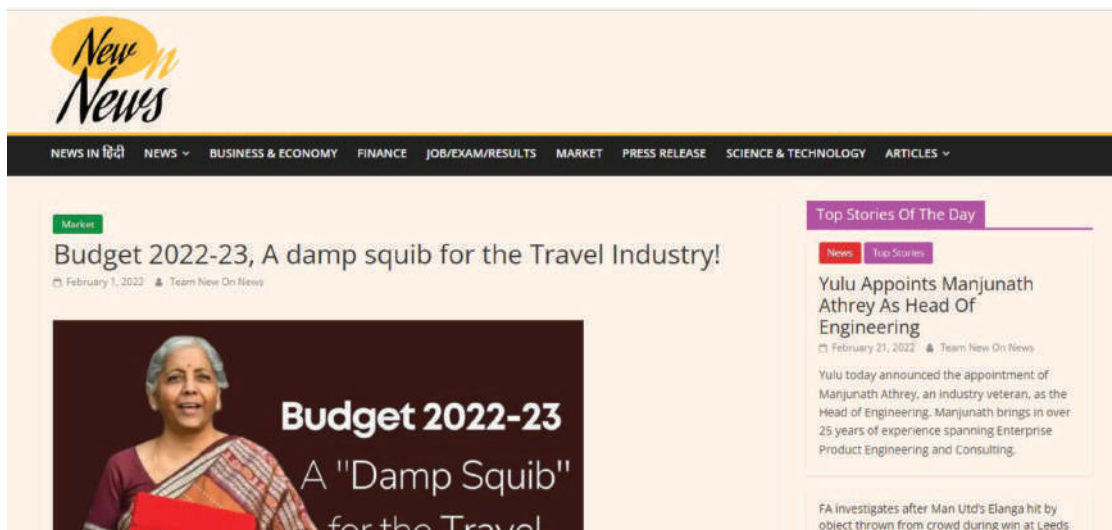 New n
News
NEWS IN हिंदी NEWS BUSINESS & ECONOMY FINANCE JOB/EXAM/RESULTS MARKET PRESS RELEASE SCIENCE & TECHNOLOGY ARTICLES
Market
Budget 2022-23, A damp squib for the Travel Industry!
February 1, 2022 Team New On News
Budget 2022-23
A "Damp Squib"
for the Travel
Top Stories Of The Day
News Top Stories
Yulu Appoints Manjunath
Athrey As Head Of
Engineering
February 21, 2022 Team New On News
Yulu today announced the appointment of
Manjunath Athrey, an industry veteran, as the
Head of Engineering. Manjunath brings in over
25 years of experience spanning Enterprise
Product Engineering and Consulting.
FA investigates after Man Utd's Elanga hit by
object thrown from crowd during win at Leeds